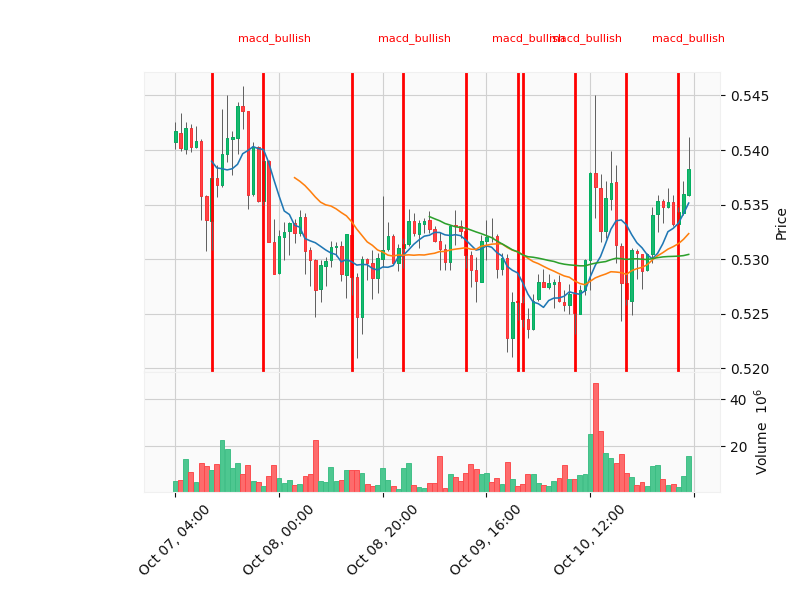 macd_bullish
macd_bullish
macd_bullish
macd_bullish
macd_bullish
0.545
0.540
0.535
0.530
0.525
0.520
Price
40
20
Volume 10^6
Oct 07, 04:00
Oct 08, 00:00
Oct 08, 20:00
Oct 09, 16:00
Oct 10, 12:00